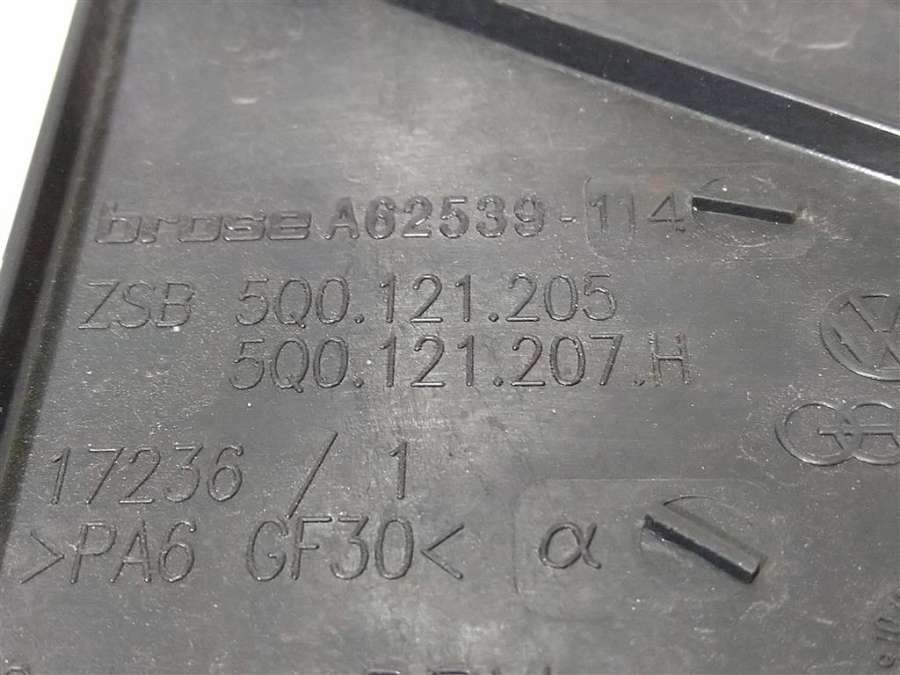 brose A62539-114
ZSB 5Q0.121.205
5Q0.121.207.H
17236 / 1
>PA6 GF30< α